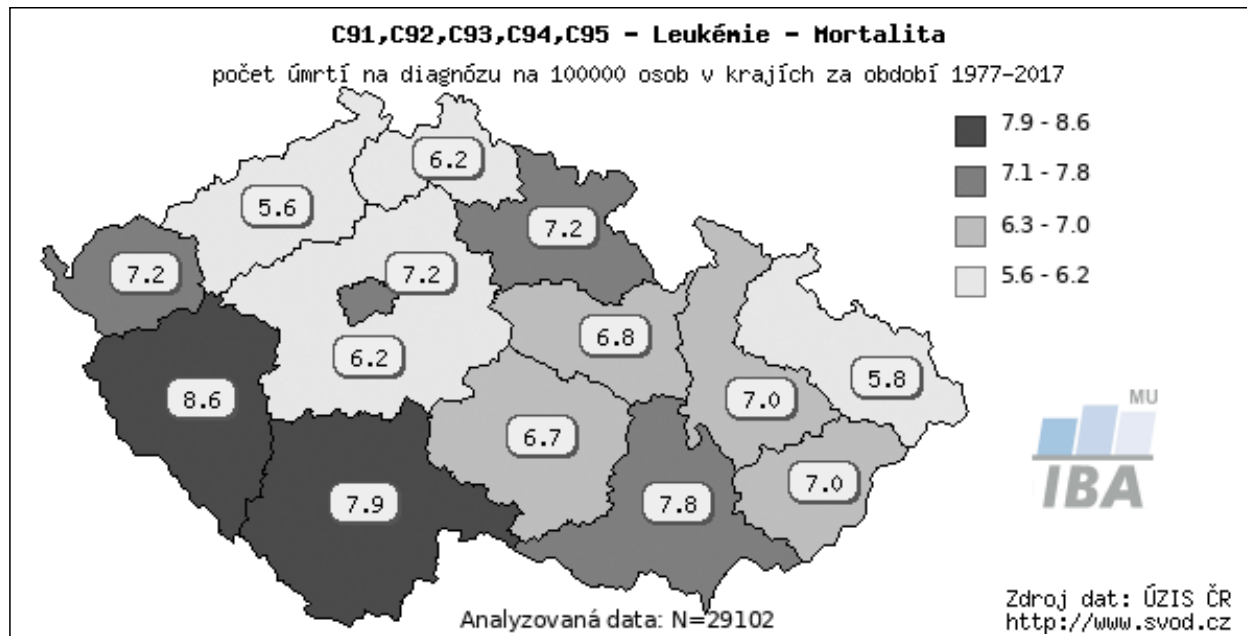 C91,C92,C93,C94,C95 - Leukémie - Mortalita
počet úmrtí na diagnózu na 100000 osob v krajích za období 1977-2017
7.9 - 8.6
7.1 - 7.8
6.3 - 7.0
5.6 - 6.2
6.2
5.6
7.2
7.2
7.2
6.8
6.2
5.8
8.6
7.0
6.7
7.0
7.9
7.8
MU
IBA
Analyzovaná data: N=29102
Zdroj dat: ÚZIS ČR
http://www.svod.cz